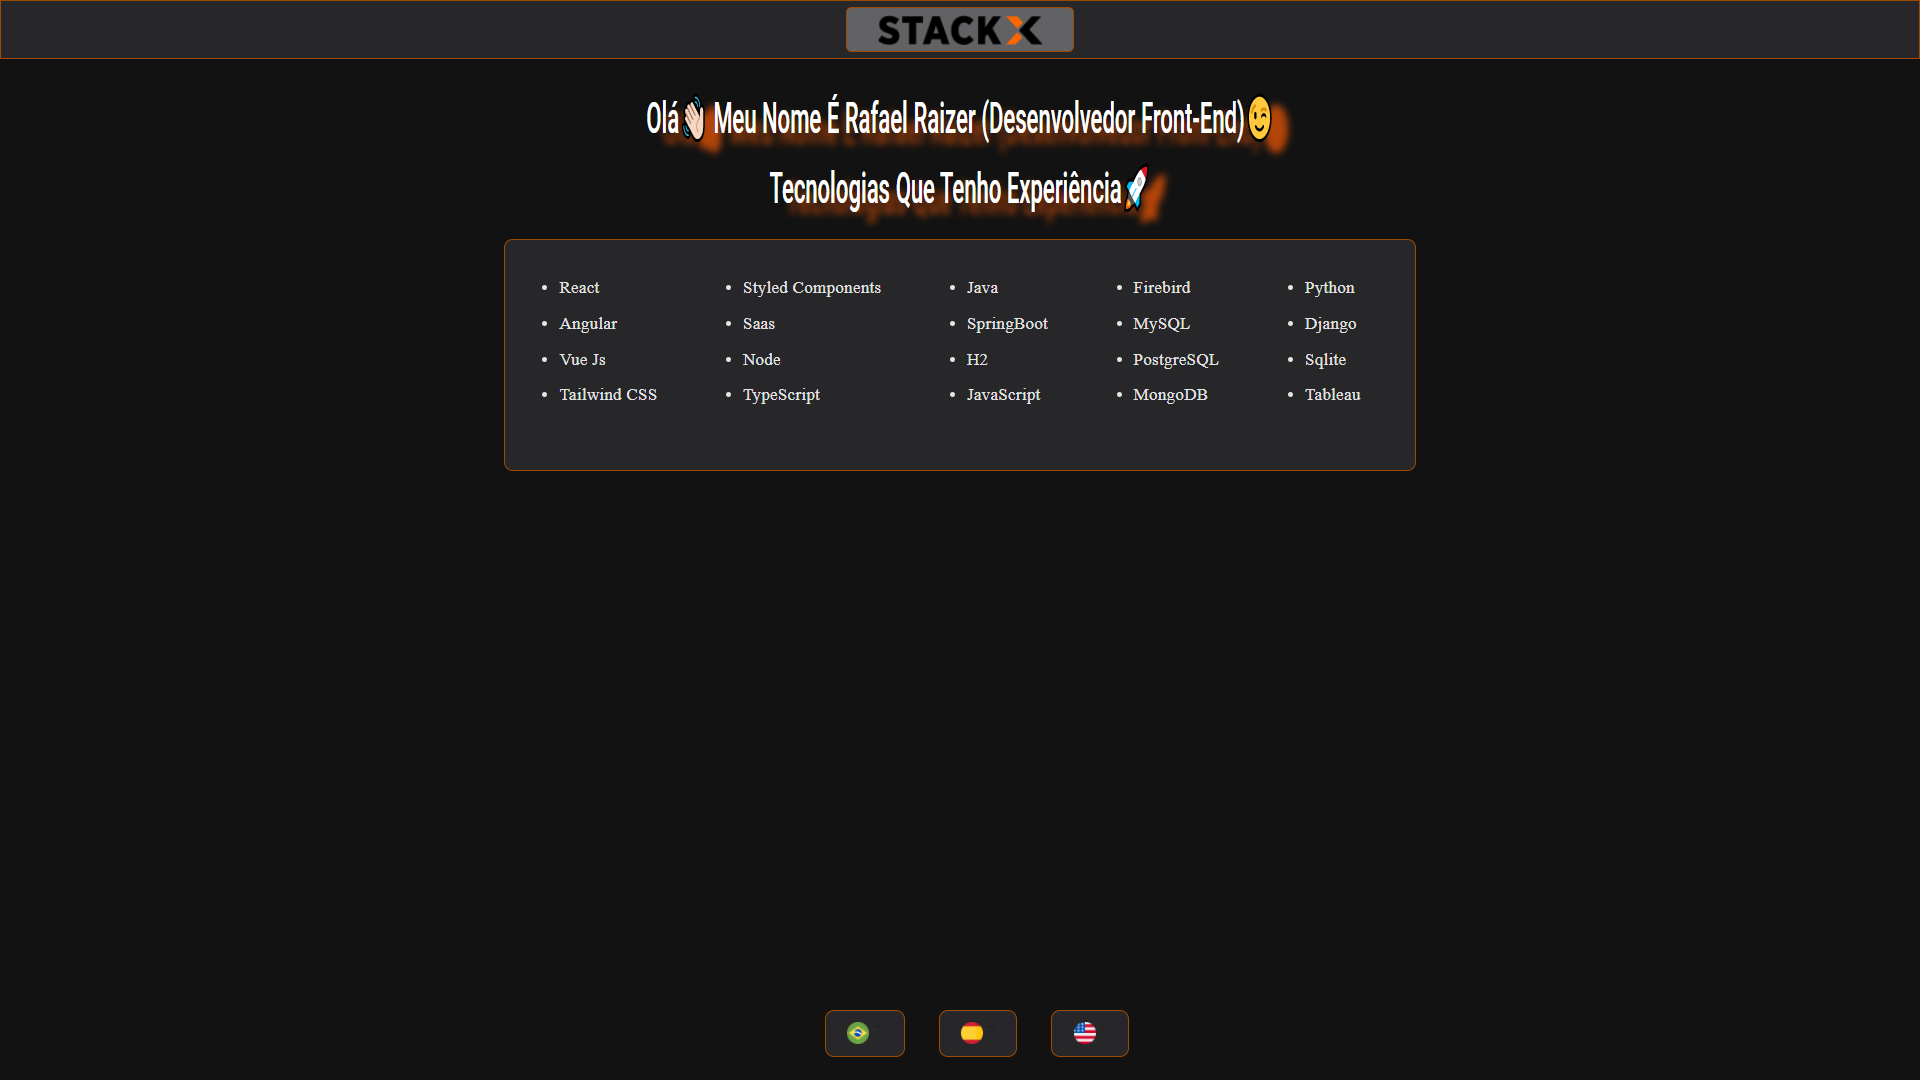 STACKX
Olá👋🏻 Meu Nome É Rafael Raizer (Desenvolvedor Front-End)😉
Tecnologias Que Tenho Experiência🚀
React
Angular
Vue Js
Tailwind CSS
Styled Components
Saas
Node
TypeScript
Java
SpringBoot
H2
JavaScript
Firebird
MySQL
PostgreSQL
MongoDB
Python
Django
Sqlite
Tableau